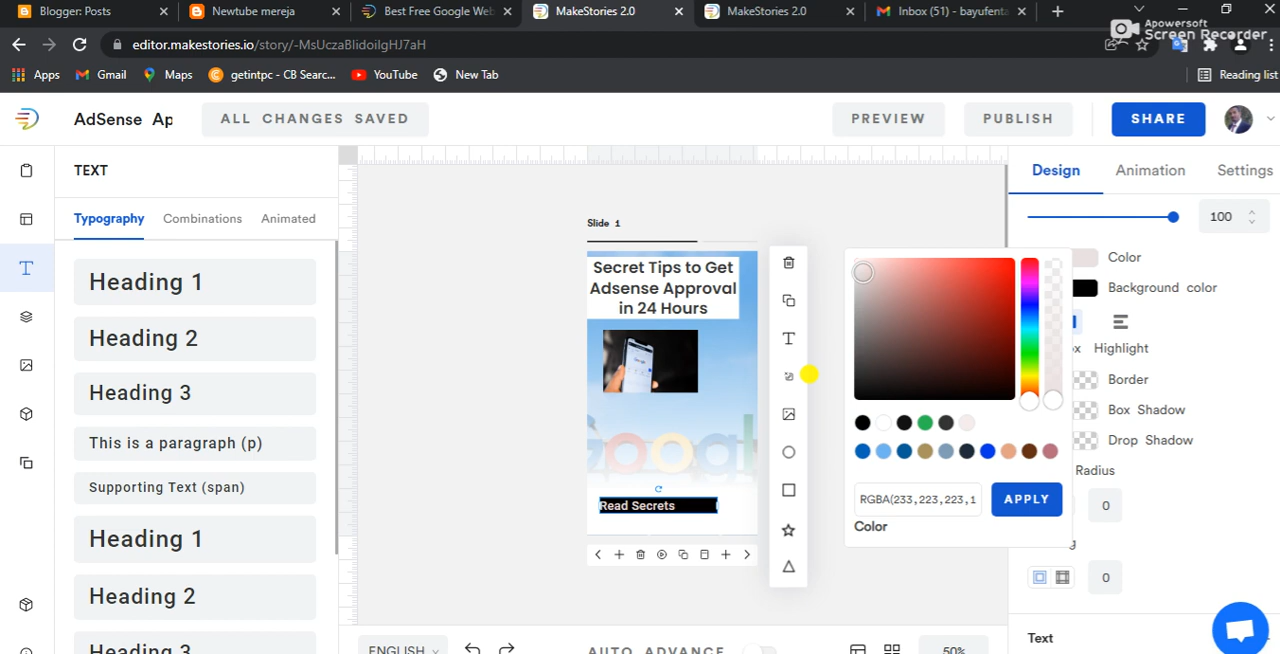 Blogger: Posts
Newtube mereja
Best Free Google Web
MakeStories 2.0
MakeStories 2.0
Inbox (51) - bayufenta
Apowersoft
Screen Recorder
editor.makestories.io/story/-MsUczaBlidoilgHJ7aH
Apps
Gmail
Maps
getintpc - CB Searc...
YouTube
New Tab
Reading list
AdSense Ap
ALL CHANGES SAVED
PREVIEW
PUBLISH
SHARE
TEXT
Design
Animation
Settings
Typography
Combinations
Animated
100
Slide 1
Heading 1
Heading 2
Heading 3
This is a paragraph (p)
Supporting Text (span)
Heading 1
Heading 2
Heading 3
Secret Tips to Get
Adsense Approval
in 24 Hours
Read Secrets
Color
Background color
Highlight
Border
Box Shadow
Drop Shadow
Radius
0
RGBA(233,223,223,1
APPLY
Color
0
Text
ENGLISH
AUTO ADVANCE
50%